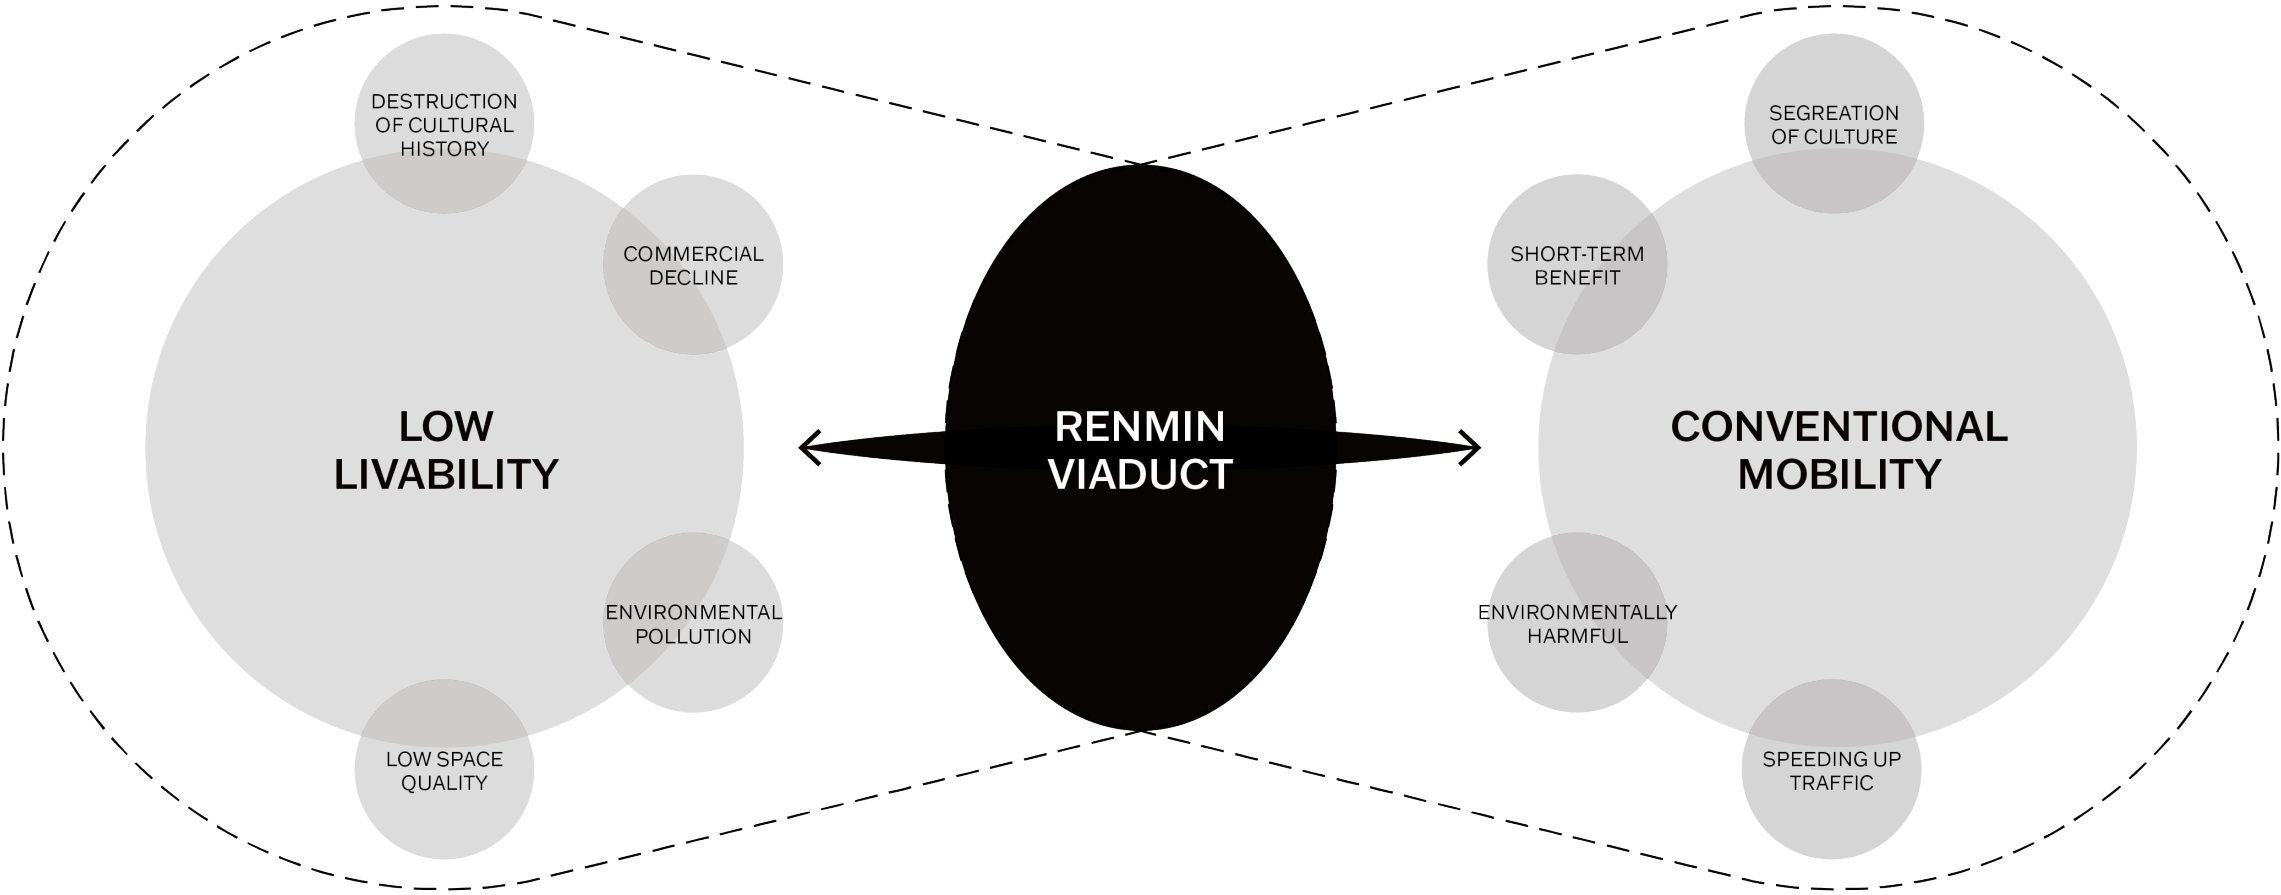 DESTRUCTION
OF CULTURAL
HISTORY
COMMERCIAL
DECLINE
LOW
LIVABILITY
ENVIRONMENTAL
POLLUTION
LOW SPACE
QUALITY
RENMIN
VIADUCT
SEGREATION
OF CULTURE
SHORT-TERM
BENEFIT
CONVENTIONAL
MOBILITY
ENVIRONMENTALLY
HARMFUL
SPEEDING UP
TRAFFIC